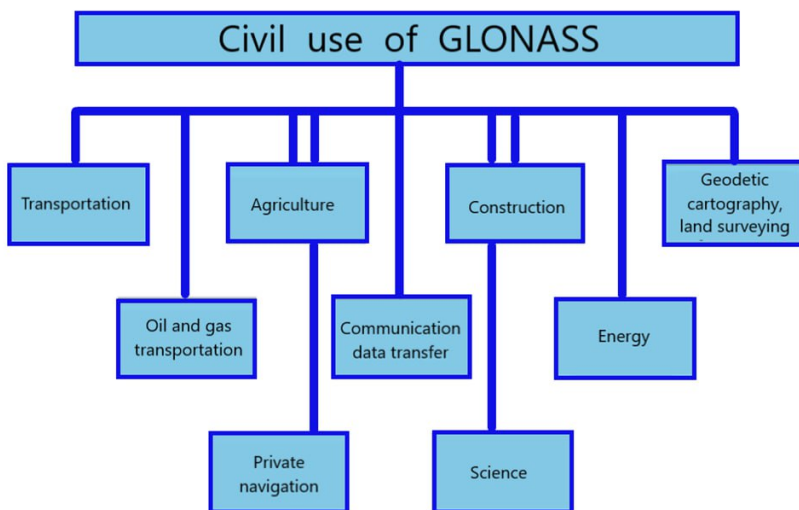 Civil use of GLONASS
Transportation
Agriculture
Construction
Geodetic
cartography,
land surveying
Oil and gas
transportation
Communication
data transfer
Energy
Private
navigation
Science